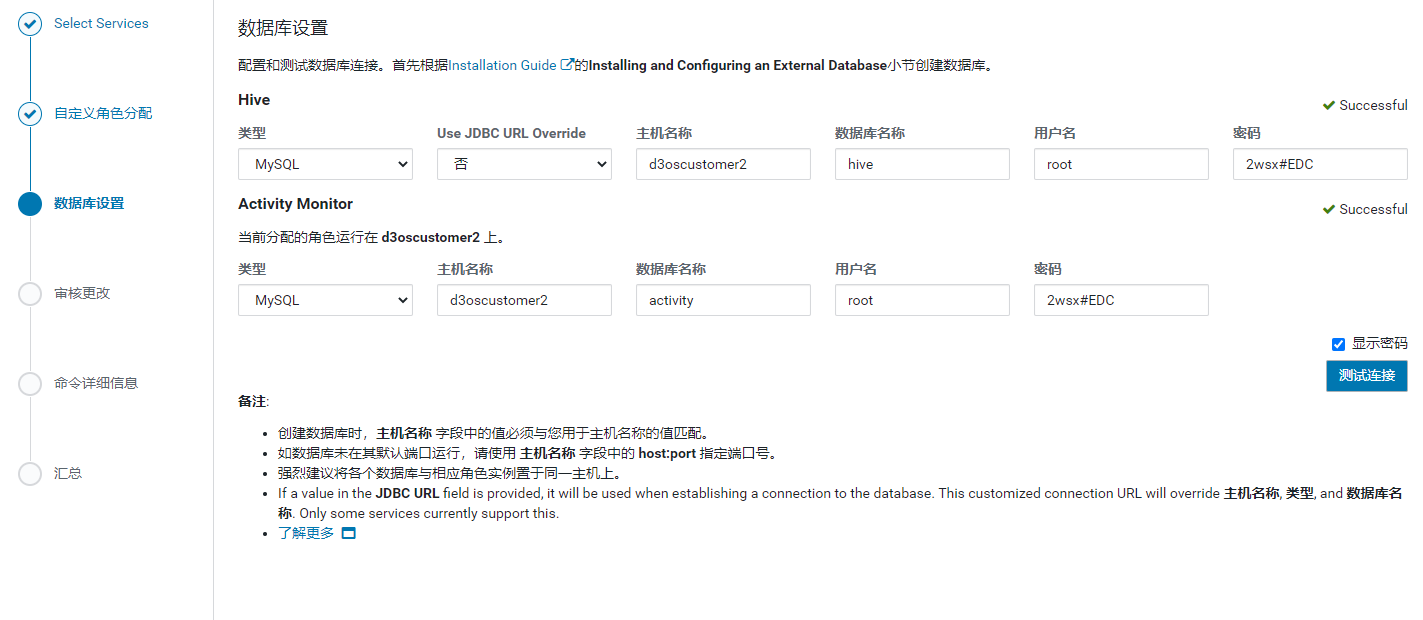 Select Services
自定义角色分配
数据库设置
审核更改
命令详细信息
汇总
数据库设置
配置和测试数据库连接。首先根据Installation Guide 的Installing and Configuring an External Database小节创建数据库。
Hive
Successful
类型 Use JDBC URL Override 主机名称 数据库名称 用户名 密码
MySQL 否 d3oscustomer2 hive root 2wsx#EDC
Activity Monitor
Successful
当前分配的角色运行在 d3oscustomer2 上。
类型 主机名称 数据库名称 用户名 密码
MySQL d3oscustomer2 activity root 2wsx#EDC
显示密码
测试连接
备注:
创建数据库时，主机名称 字段中的值必须与您用于主机名称的值匹配。
如数据库未在其默认端口运行，请使用 主机名称 字段中的 host:port 指定端口号。
强烈建议将各个数据库与相应角色实例置于同一主机上。
If a value in the JDBC URL field is provided, it will be used when establishing a connection to the database. This customized connection URL will override 主机名称, 类型, and 数据库名
称. Only some services currently support this.
了解更多